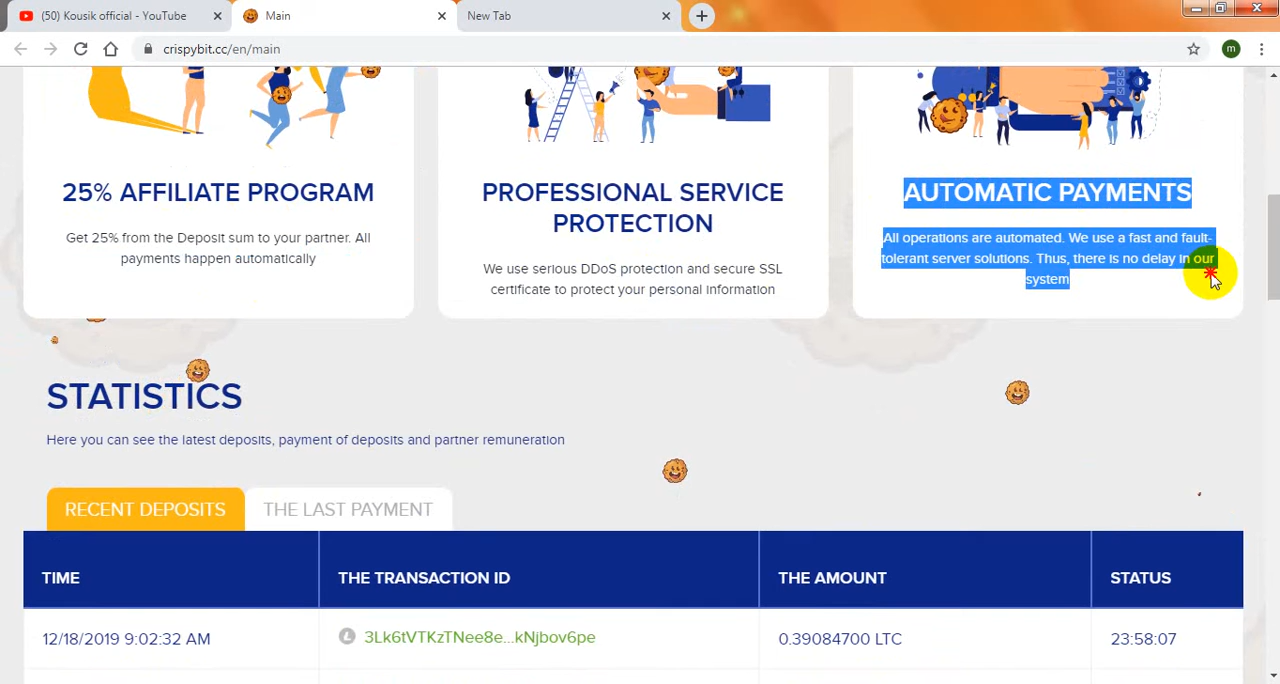 (50) Kousik official - YouTube
Main
New Tab
crispybit.cc/en/main
m
25% AFFILIATE PROGRAM
Get 25% from the Deposit sum to your partner. All
payments happen automatically
PROFESSIONAL SERVICE
PROTECTION
We use serious DDoS protection and secure SSL
certificate to protect your personal information
AUTOMATIC PAYMENTS
All operations are automated. We use a fast and fault-
tolerant server solutions. Thus, there is no delay in our
system
STATISTICS
Here you can see the latest deposits, payment of deposits and partner remuneration
RECENT DEPOSITS
THE LAST PAYMENT
TIME THE TRANSACTION ID THE AMOUNT STATUS
12/18/2019 9:02:32 AM 3Lk6tVTKzTNee8e...kNjbov6pe 0.39084700 LTC 23:58:07